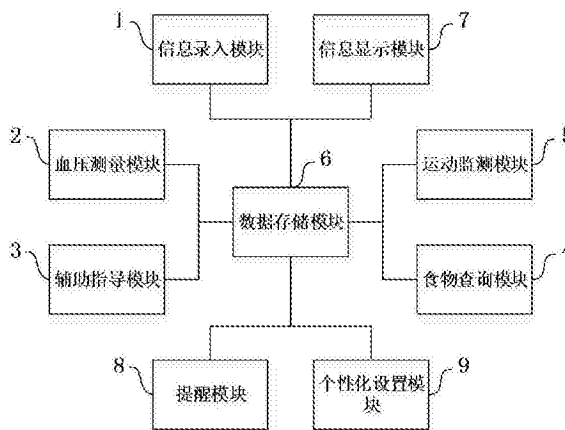 1
信息录入模块
7
信息显示模块
2
血压测量模块
6
数据存储模块
5
运动监测模块
3
辅助指导模块
4
食物查询模块
8
提醒模块
9
个性化设置模
块